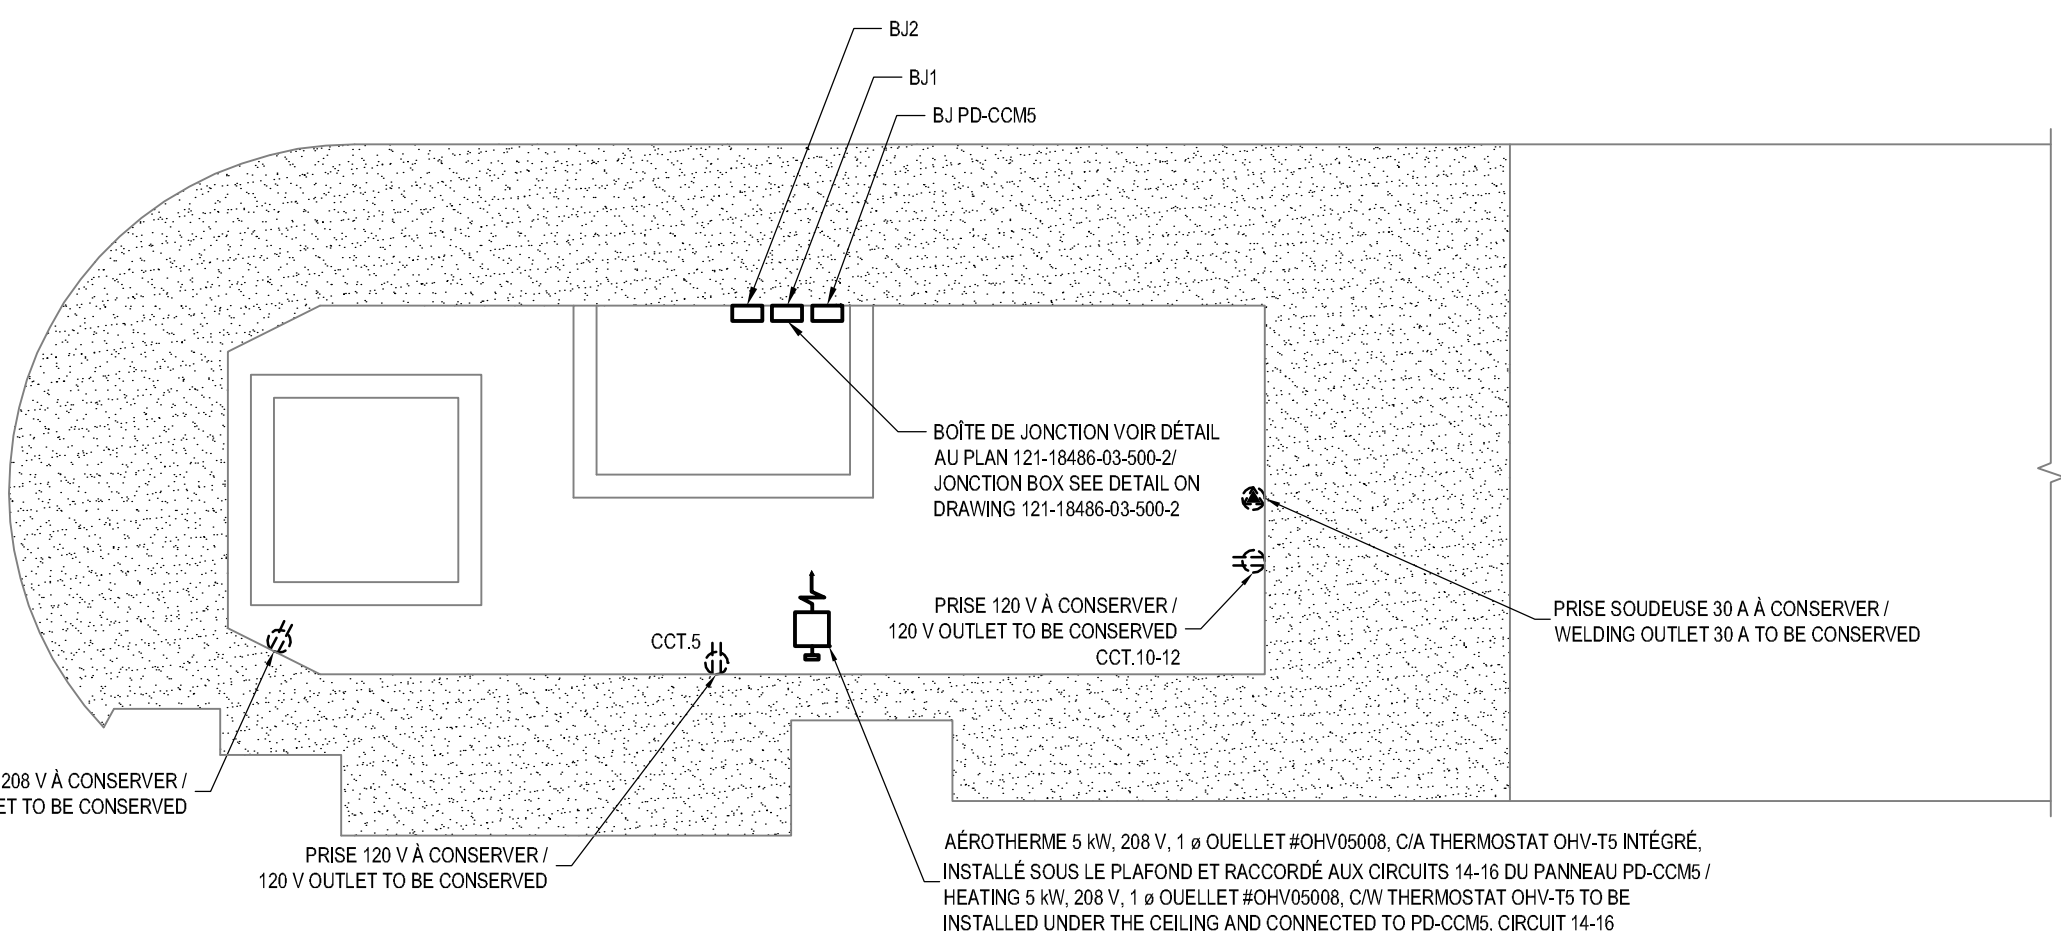 BJ2
BJ1
BJ PD-CCM5
BOÎTE DE JONCTION VOIR DÉTAIL
AU PLAN 121-18486-03-500-2/
JONCTION BOX SEE DETAIL ON
DRAWING 121-18486-03-500-2
PRISE 120 V À CONSERVER /
120 V OUTLET TO BE CONSERVED
CCT.10-12
PRISE SOUDEUSE 30 A À CONSERVER /
WELDING OUTLET 30 A TO BE CONSERVED
CCT.5
208 V À CONSERVER /
TO BE CONSERVED
PRISE 120 V À CONSERVER /
120 V OUTLET TO BE CONSERVED
AÉROTHERME 5 kW, 208 V, 1 ø OUELLET #OHV05008, C/A THERMOSTAT OHV-T5 INTÉGRÉ,
INSTALLÉ SOUS LE PLAFOND ET RACCORDÉ AUX CIRCUITS 14-16 DU PANNEAU PD-CCM5 /
HEATING 5 kW, 208 V, 1 ø OUELLET #OHV05008, C/W THERMOSTAT OHV-T5 TO BE
INSTALLED UNDER THE CEILING AND CONNECTED TO PD-CCM5, CIRCUIT 14-16